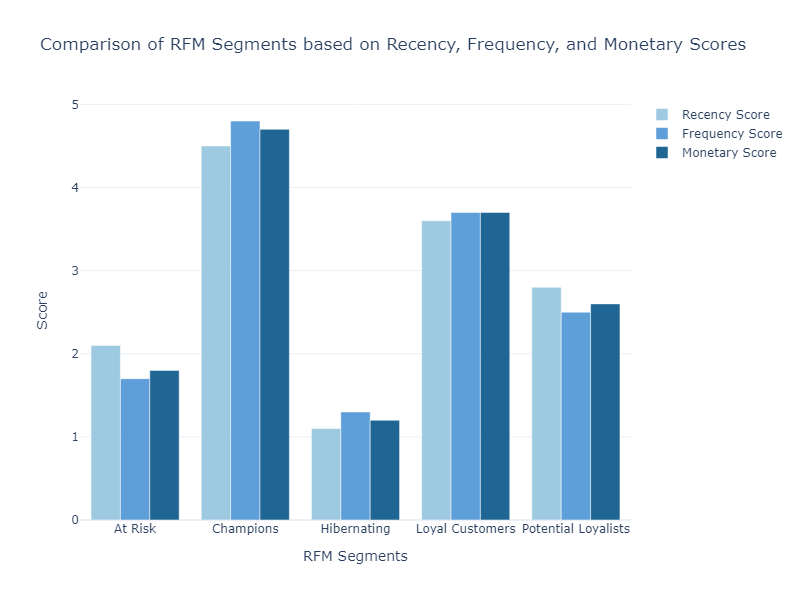 Comparison of RFM Segments based on Recency, Frequency, and Monetary Scores
Recency Score
Frequency Score
Monetary Score
5
4
3
2
1
0
Score
At Risk
Champions
Hibernating
Loyal Customers
Potential Loyalists
RFM Segments